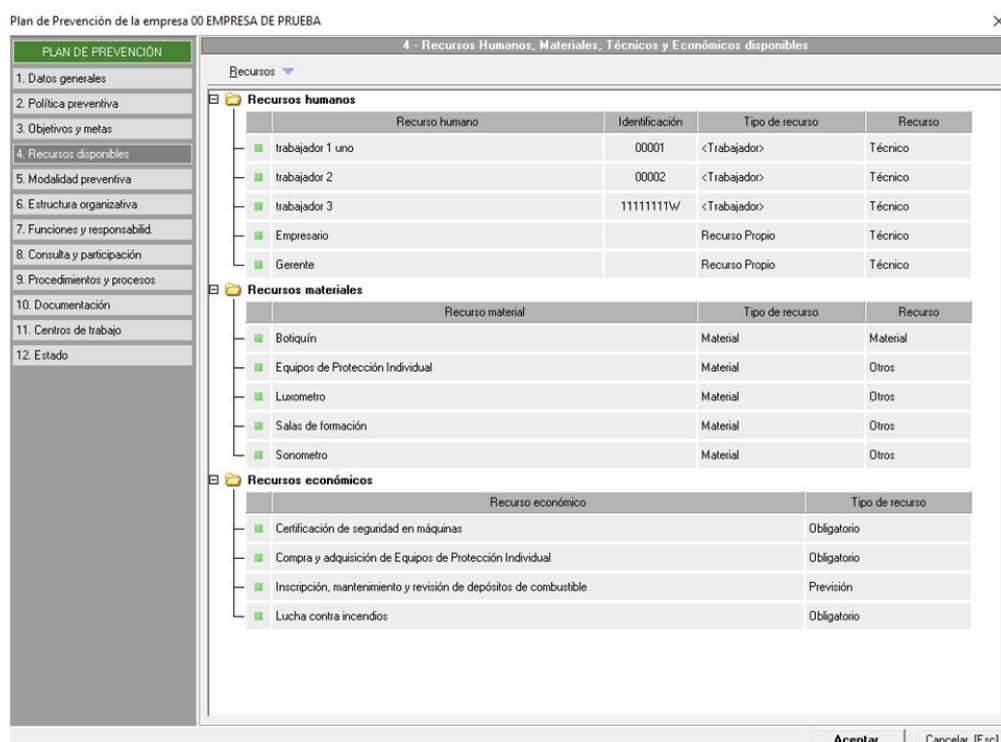 Plan de Prevención de la empresa 00 EMPRESA DE PRUEBA
PLAN DE PREVENCIÓN
1. Datos generales
2. Política preventiva
3. Objetivos y metas
4. Recursos disponibles
5. Modalidad preventiva
6. Estructura organizativa
7. Funciones y responsabilid.
8. Consulta y participación
9. Procedimientos y procesos
10. Documentación
11. Centros de trabajo
12. Estado
4 - Recursos Humanos, Materiales, Técnicos y Económicos disponibles
Recursos
Recursos humanos
Recurso humano Identificación Tipo de recurso Recurso
trabajador 1 uno 00001 <Trabajador> Técnico
trabajador 2 00002 <Trabajador> Técnico
trabajador 3 11111111W <Trabajador> Técnico
Empresario Recurso Propio Técnico
Gerente Recurso Propio Técnico
Recursos materiales
Recurso material Tipo de recurso Recurso
Botiquín Material Material
Equipos de Protección Individual Material Otros
Luxometro Material Otros
Salas de formación Material Otros
Sonometro Material Otros
Recursos económicos
Recurso económico Tipo de recurso
Certificación de seguridad en máquinas Obligatorio
Compra y adquisición de Equipos de Protección Individual Obligatorio
Inscripción, mantenimiento y revisión de depósitos de combustible Previsión
Lucha contra incendios Obligatorio
Aceptar Cancelar [Esc]